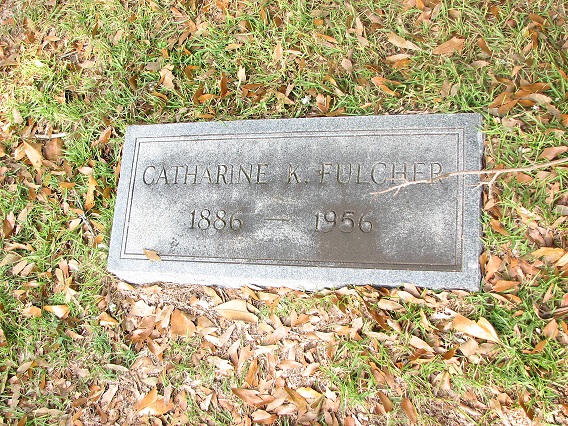 CATHARINE K. FULCHER
1886 — 1956